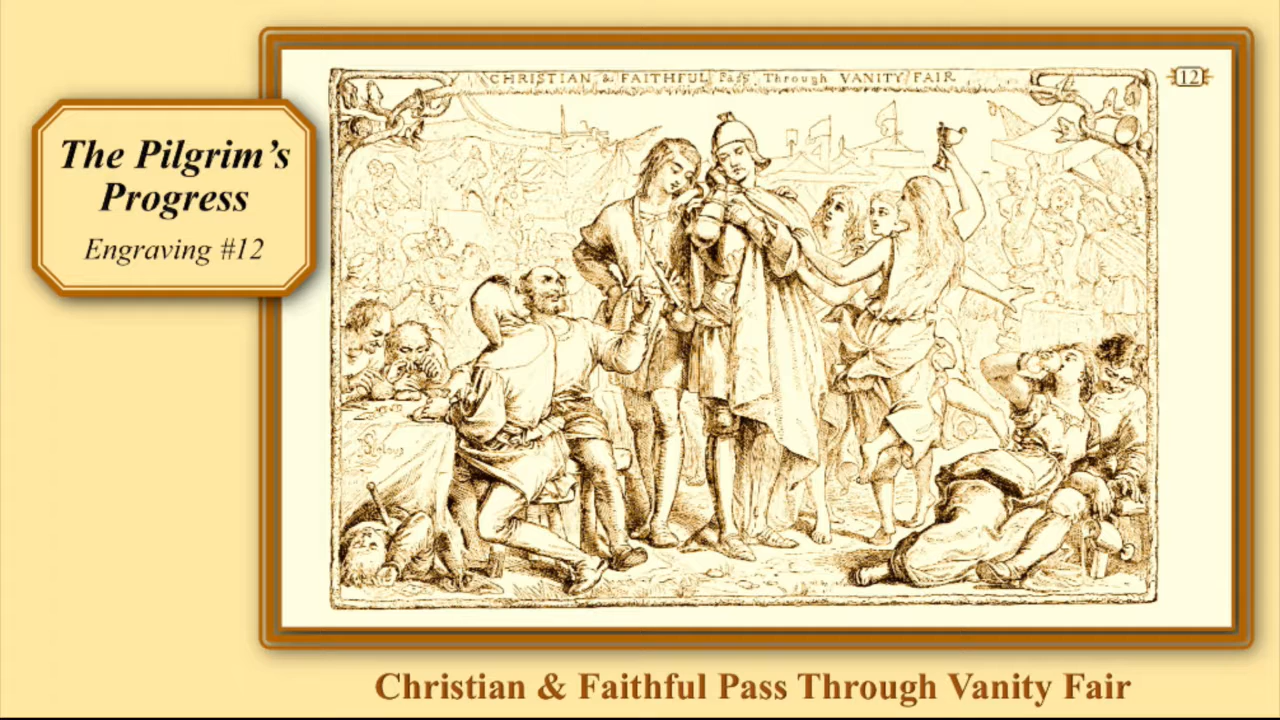 The Pilgrim's
Progress
Engraving #12
CHRISTIAN & FAITHFUL Pass Through VANITY FAIR
12
Christian & Faithful Pass Through Vanity Fair